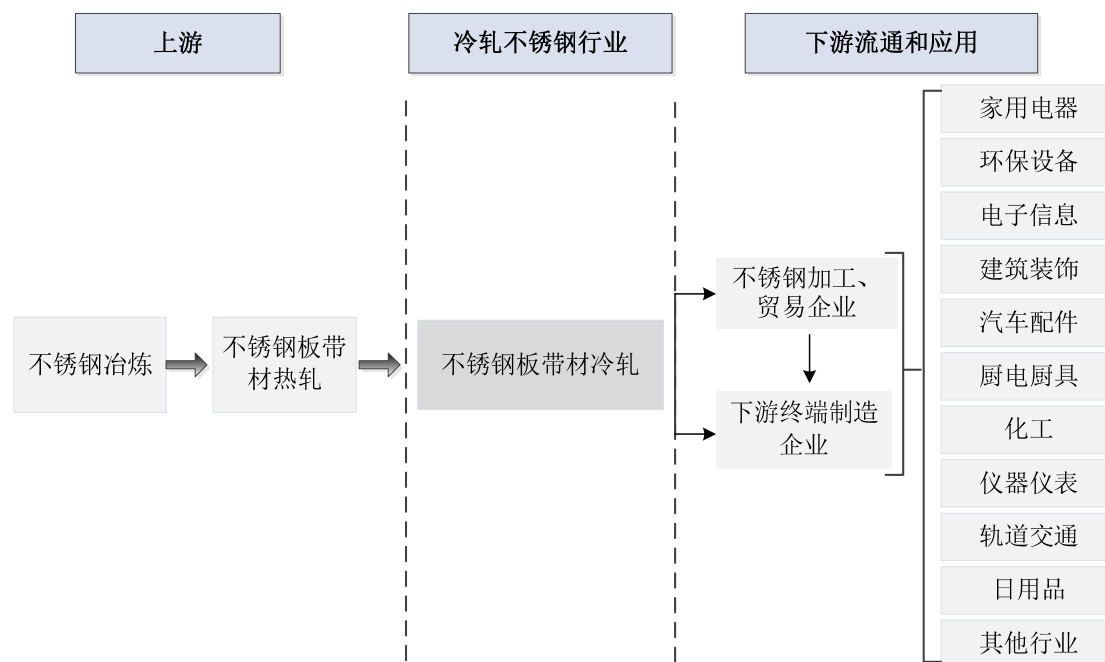 上游
冷轧不锈钢行业
下游流通和应用
不锈钢冶炼
不锈钢板带
材热轧
不锈钢板带材冷轧
不锈钢加工、
贸易企业
下游终端制造
企业
家用电器
环保设备
电子信息
建筑装饰
汽车配件
厨电厨具
化工
仪器仪表
轨道交通
日用品
其他行业